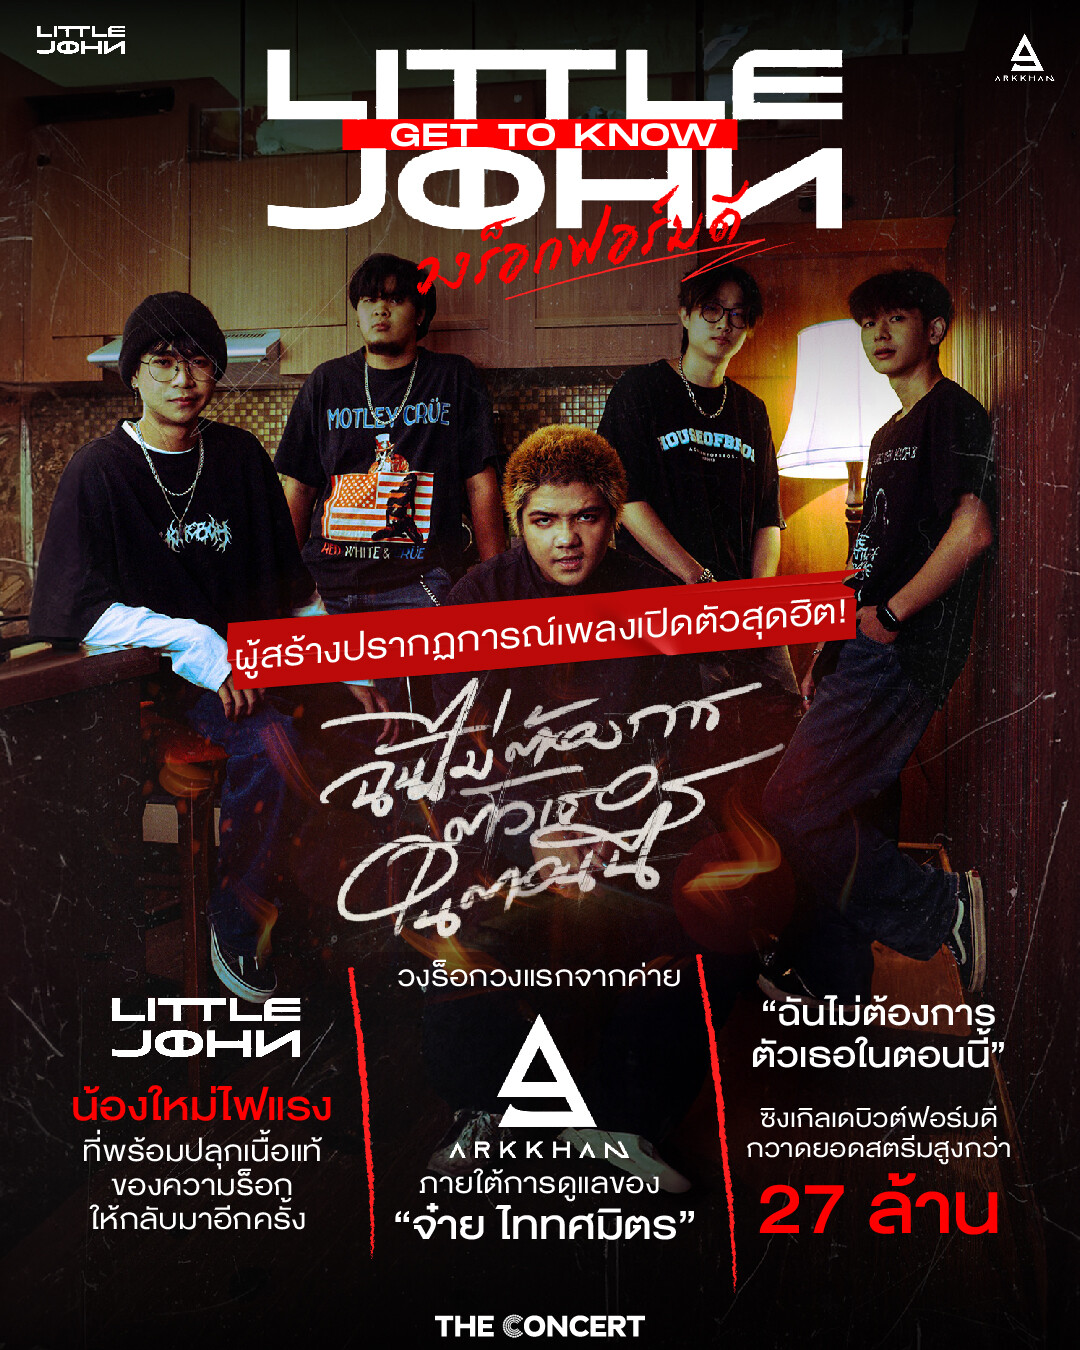 LITTLE
JOHN
ARKKHAN
LITTLE
GET TO KNOW
JOHN
วงร็อกฟอร์มดี
MOTLEY CRÜE
RED WHITE & CRÜE
HOUSEOFBROS
ผู้สร้างปรากฏการณ์เพลงเปิดตัวสุดฮิต!
ฉันไม่ต้องการ
ตัวเธอ
ในตอนนี้
LITTLE
JOHN
น้องใหม่ไฟแรง
ที่พร้อมปลุกเนื้อแท้
ของความร็อก
ให้กลับมาอีกครั้ง
วงร็อกวงแรกจากค่าย
ARKKHAN
ภายใต้การดูแลของ
“จ๋าย ไททศมิตร”
“ฉันไม่ต้องการ
ตัวเธอในตอนนี้”
ซิงเกิลเดบิวต์ฟอร์มดี
กวาดยอดสตรีมสูงกว่า
27 ล้าน
THE CONCERT